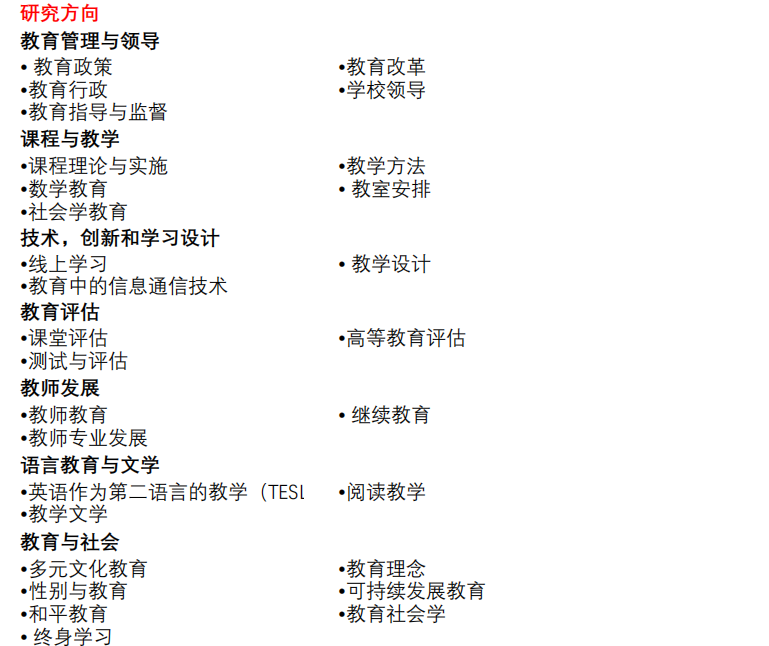 研究方向
教育管理与领导
• 教育政策 •教育改革
•教育行政 •学校领导
•教育指导与监督
课程与教学
•课程理论与实施 •教学方法
•数学教育 • 教室安排
•社会学教育
技术，创新和学习设计
•线上学习 • 教学设计
•教育中的信息通信技术
教育评估
•课堂评估 •高等教育评估
•测试与评估
教师发展
•教师教育 • 继续教育
•教师专业发展
语言教育与文学
•英语作为第二语言的教学（TESL •阅读教学
•教学文学
教育与社会
•多元文化教育 •教育理念
•性别与教育 •可持续发展教育
•和平教育 •教育社会学
• 终身学习